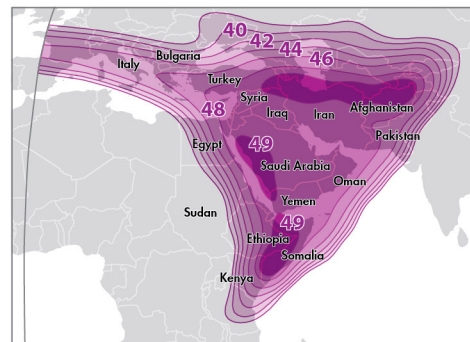 40
42
44
46
Italy
Bulgaria
Turkey
Syria
Afghanistan
48
Iraq
Iran
Pakistan
Egypt
49
Saudi Arabia
Oman
Yemen
Sudan
49
Ethiopia
Somalia
Kenya